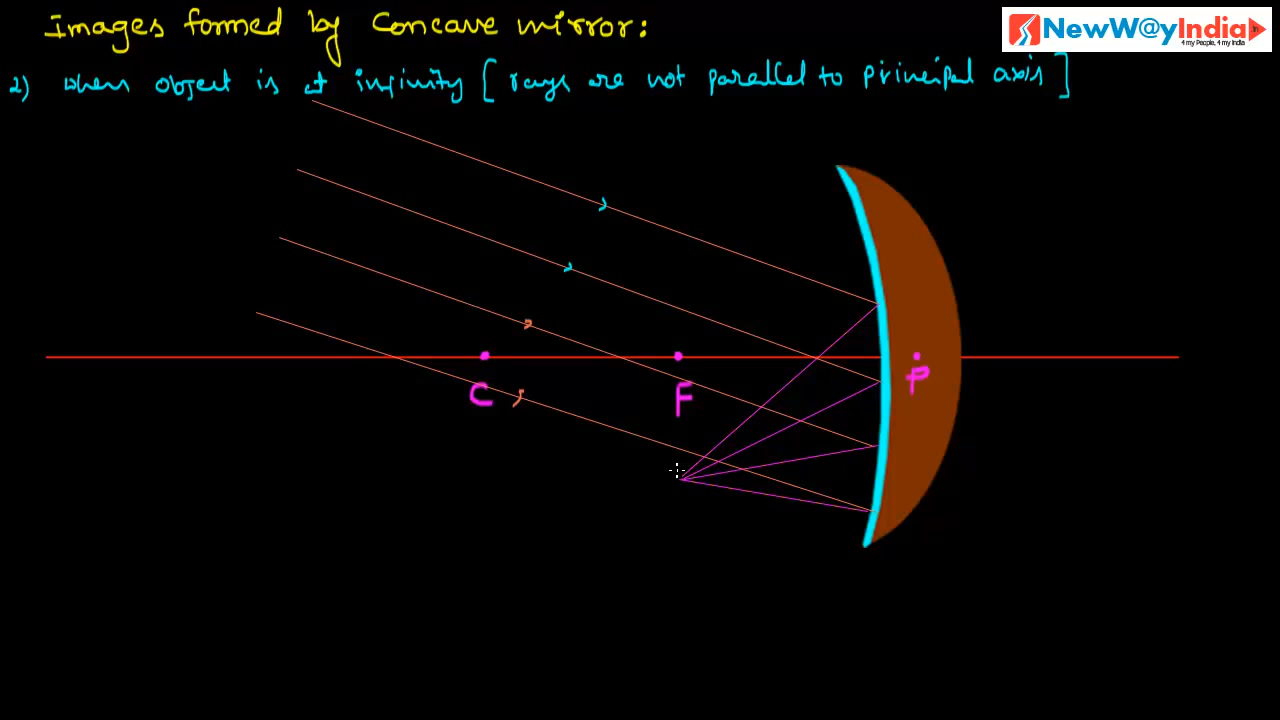 Images formed by Concave mirror:
NewW@yIndia.in
4 my People, 4 my India
2) When object is at infinity [rays are not parallel to principal axis]
C
F
P